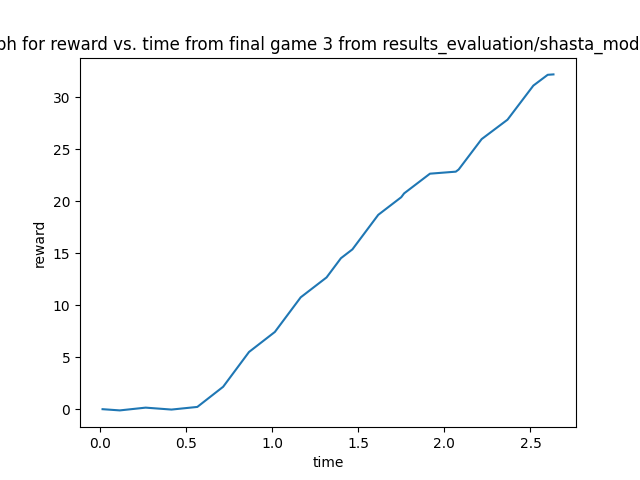 ph for reward vs. time from final game 3 from results_evaluation/shasta_mod
reward
30
25
20
15
10
5
0
0.0 0.5 1.0 1.5 2.0 2.5
time